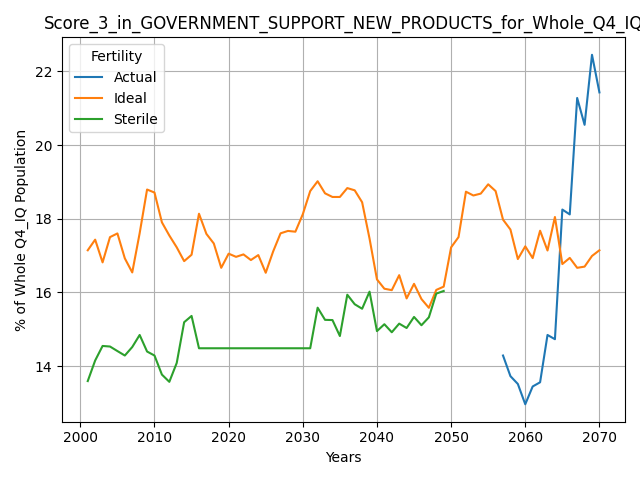 Score_3_in_GOVERNMENT_SUPPORT_NEW_PRODUCTS_for_Whole_Q4_IQ
Fertility
Actual
Ideal
Sterile
% of Whole Q4_IQ Population
22
20
18
16
14
2000 2010 2020 2030 2040 2050 2060 2070
Years